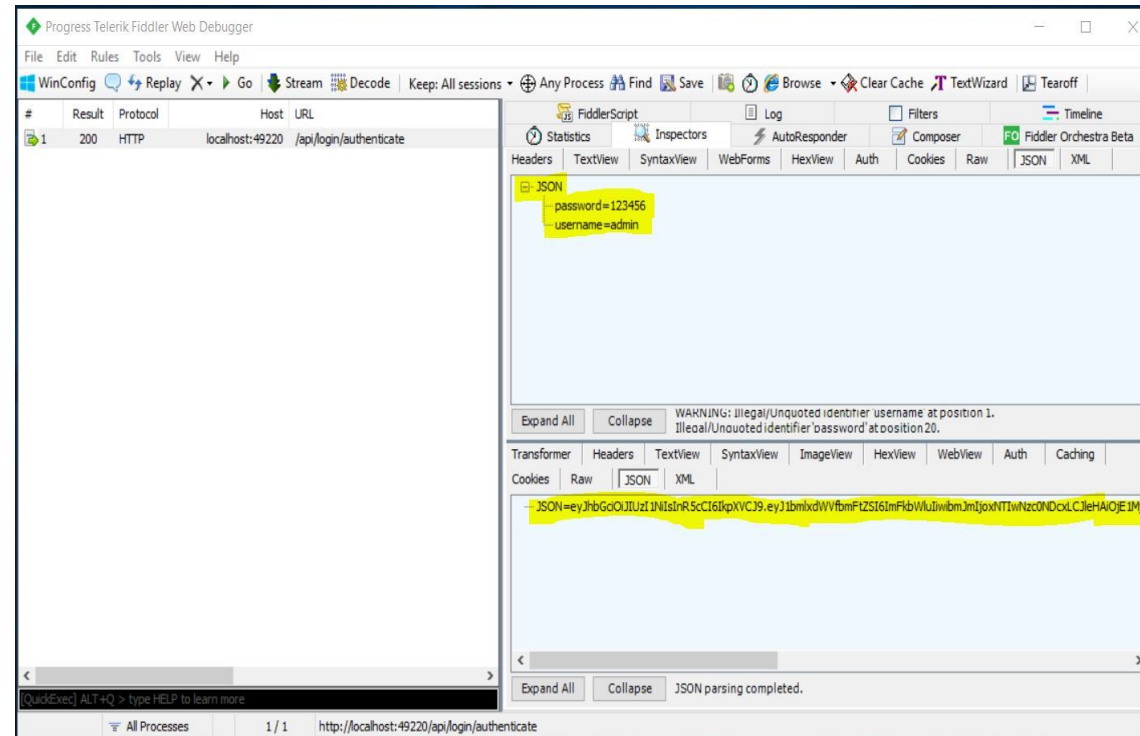 Progress Telerik Fiddler Web Debugger
File Edit Rules Tools View Help
WinConfig Replay X Go Stream Decode Keep: All sessions Any Process Find Save Browse Clear Cache TextWizard Tearoff
# Result Protocol Host URL
1 200 HTTP localhost:49220 /api/login/authenticate
FiddlerScript Log Filters Timeline
Statistics Inspectors AutoResponder Composer FO Fiddler Orchestra Beta
Headers TextView SyntaxView WebForms HexView Auth Cookies Raw JSON XML
JSON
password=123456
username=admin
Expand All Collapse WARNING: Illegal/Unquoted identifier 'username' at position 1.
Illegal/Unquoted identifier 'password' at position 20.
Transformer Headers TextView SyntaxView ImageView HexView WebView Auth Caching
Cookies Raw JSON XML
JSON=eyJhbGciOiJIUzI1NiIsInR5cCI6IkpXVCJ9.eyJ1bmlxdWVfbmFtZSI6ImFkbWluIiwibmJmIjoxNTIwNzc0NDcxLCJleHAiOjE1M
Expand All Collapse JSON parsing completed.
[QuickExec] ALT+Q > type HELP to learn more
All Processes 1 / 1 http://localhost:49220/api/login/authenticate